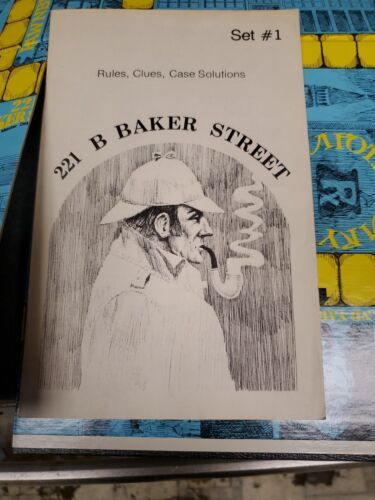 Set #1
Rules, Clues, Case Solutions
221 B BAKER STREET